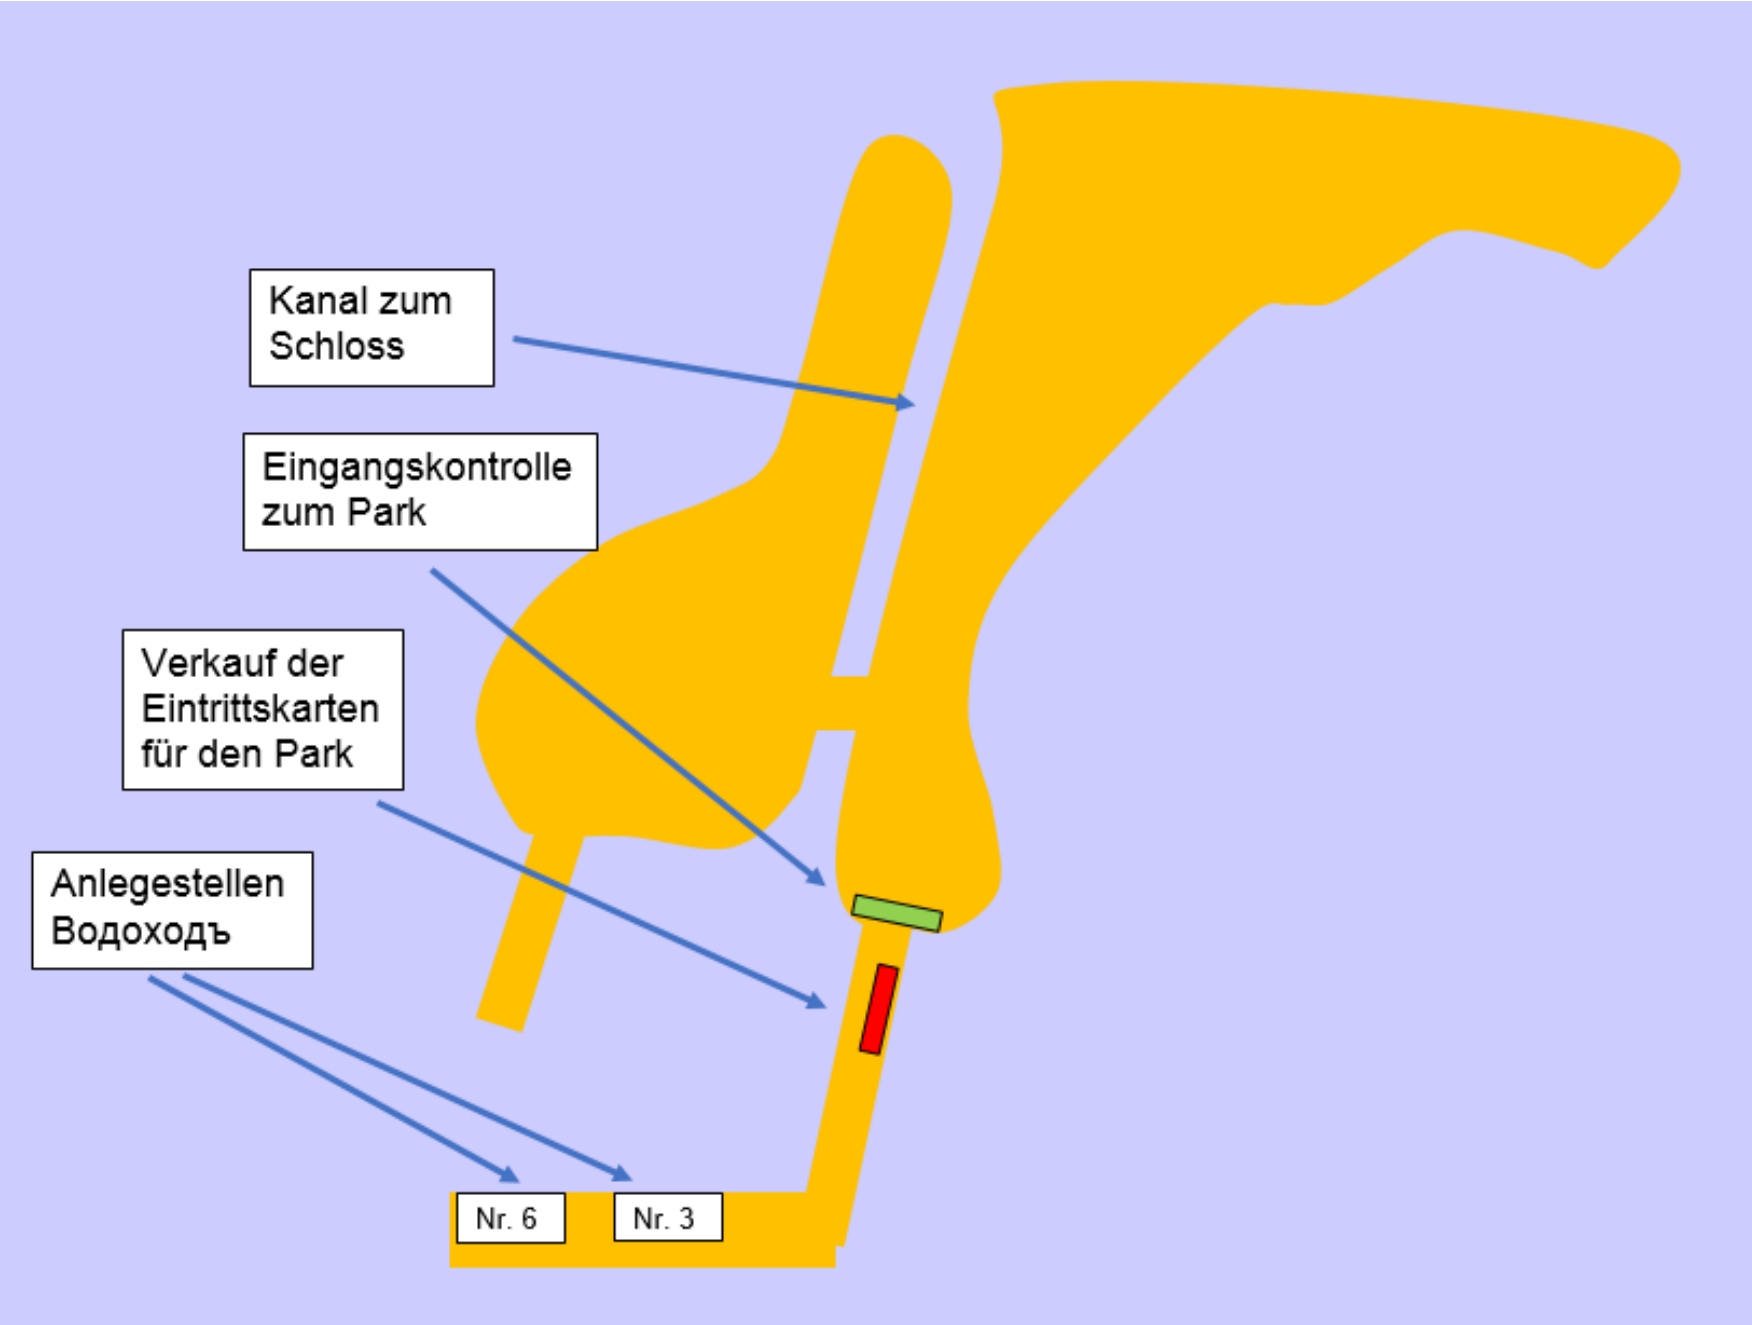 Kanal zum
Schloss
Eingangskontrolle
zum Park
Verkauf der
Eintrittskarten
für den Park
Anlegestellen
Водоходъ
Nr. 6
Nr. 3